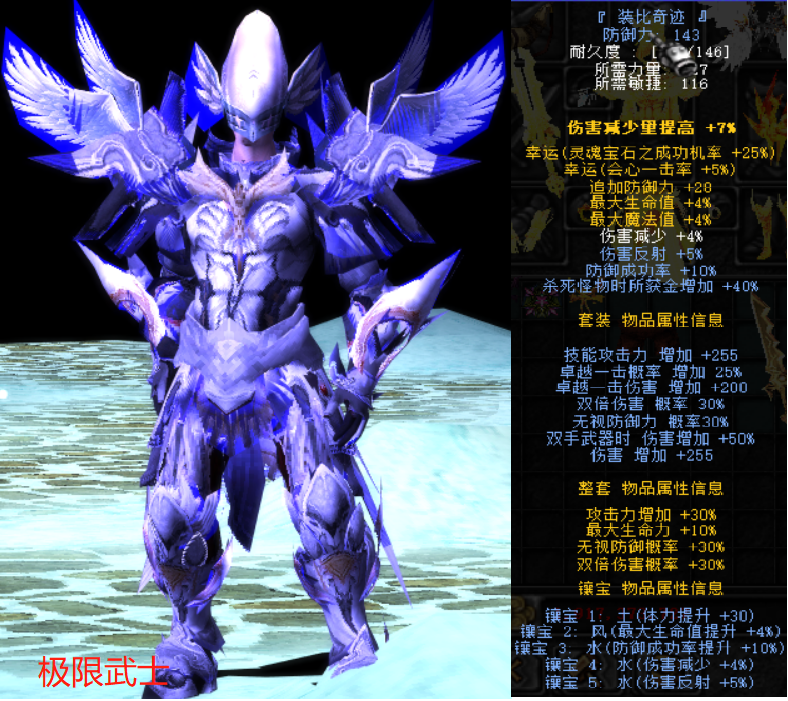 『 装比奇迹 』
防御力: 143
耐久度 : [ /146]
所需力量: 7
所需敏捷: 116
伤害减少量提高 +7%
幸运(灵魂宝石之成功机率 +25%)
幸运(会心一击率 +5%)
追加防御力 +28
最大生命值 +4%
最大魔法值 +4%
伤害减少 +4%
伤害反射 +5%
防御成功率 +10%
杀死怪物时所获金增加 +40%
套装 物品属性信息
技能攻击力 增加 +255
卓越一击概率 增加 25%
卓越一击伤害 增加 +200
双倍伤害 概率 30%
无视防御力 概率30%
双手武器时 伤害增加 +50%
伤害 增加 +255
整套 物品属性信息
攻击力增加 +30%
最大生命力 +10%
无视防御概率 +30%
双倍伤害概率 +30%
镶宝 物品属性信息
镶宝 1: 土(体力提升 +30)
镶宝 2: 风(最大生命值提升 +4%)
镶宝 3: 水(防御成功率提升 +10%)
镶宝 4: 水(伤害减少 +4%)
镶宝 5: 水(伤害反射 +5%)
极限武士